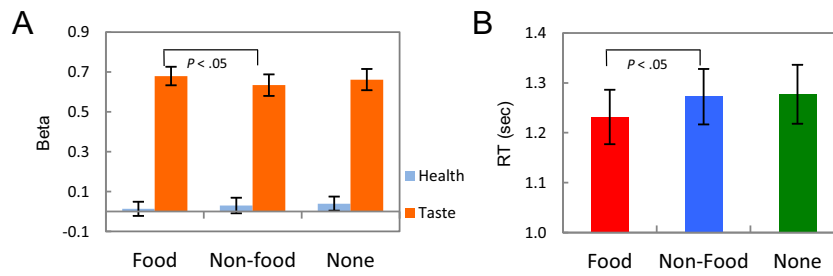 A
0.9
0.7
0.5
0.3
0.1
-0.1
Beta
P < .05
Food Non-food None
Health
Taste
B
1.4
1.3
1.2
1.1
1.0
RT (sec)
P < .05
Food Non-Food None